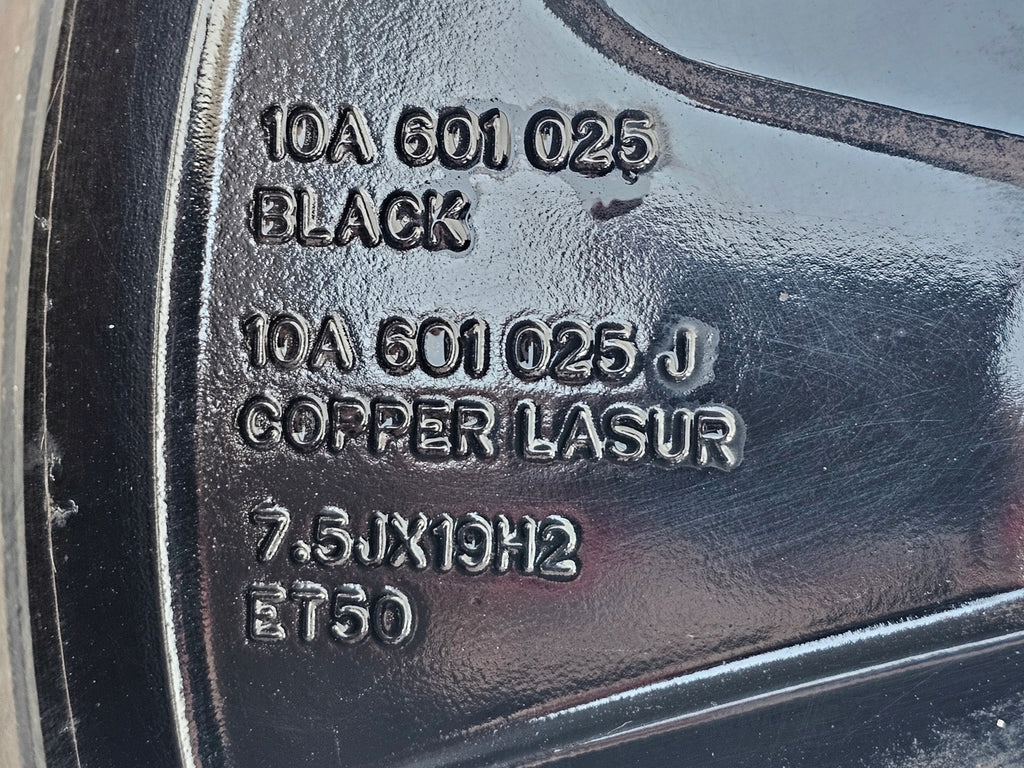 10A 601 025
BLACK
10A 601 025 J
COPPER LASUR
7.5JX19H2
ET50